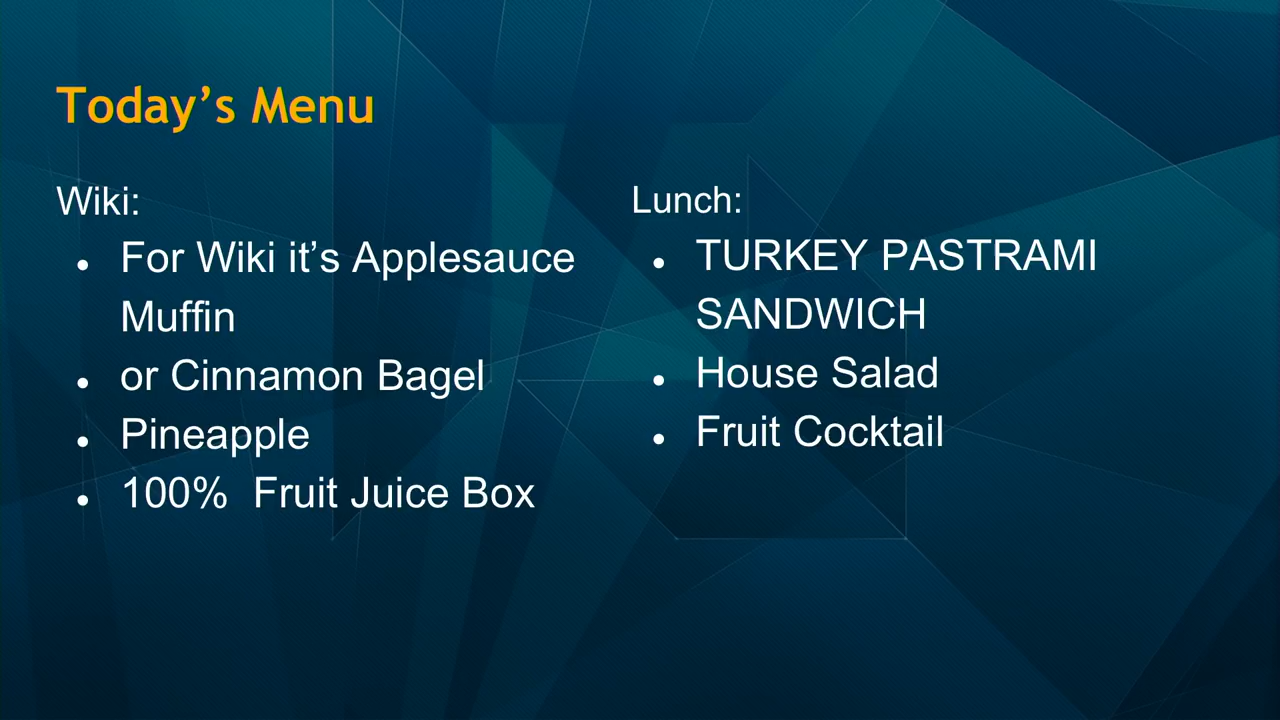 Today’s Menu
Wiki:
● For Wiki it’s Applesauce
Muffin
● or Cinnamon Bagel
● Pineapple
● 100%  Fruit Juice Box
Lunch:
● TURKEY PASTRAMI
SANDWICH
● House Salad
● Fruit Cocktail